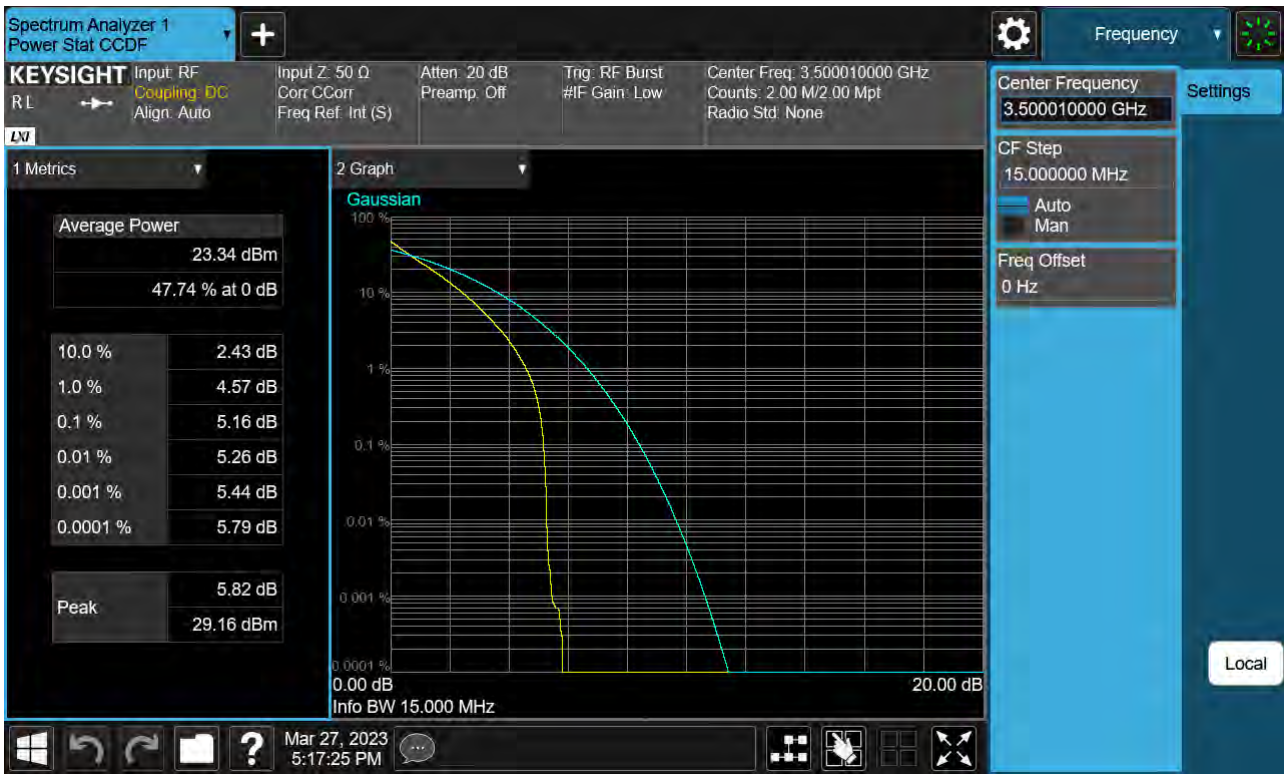 Spectrum Analyzer 1
Power Stat CCDF
+
Frequency
KEYSIGHT
R L
LXI
Input: RF
Coupling: DC
Align: Auto
Input Z: 50 Ω
Corr CCorr
Freq Ref: Int (S)
Atten: 20 dB
Preamp: Off
Trig: RF Burst
#IF Gain: Low
Center Freq: 3.500010000 GHz
Counts: 2.00 M/2.00 Mpt
Radio Std: None
Center Frequency
3.500010000 GHz
Settings
CF Step
15.000000 MHz
Auto
Man
Freq Offset
0 Hz
1 Metrics
Average Power
23.34 dBm
47.74 % at 0 dB
10.0 % 2.43 dB
1.0 % 4.57 dB
0.1 % 5.16 dB
0.01 % 5.26 dB
0.001 % 5.44 dB
0.0001 % 5.79 dB
Peak
5.82 dB
29.16 dBm
2 Graph
Gaussian
100 %
10 %
1 %
0.1 %
0.01 %
0.001 %
0.0001 %
0.00 dB 20.00 dB
Info BW 15.000 MHz
Local
?
Mar 27, 2023
5:17:25 PM